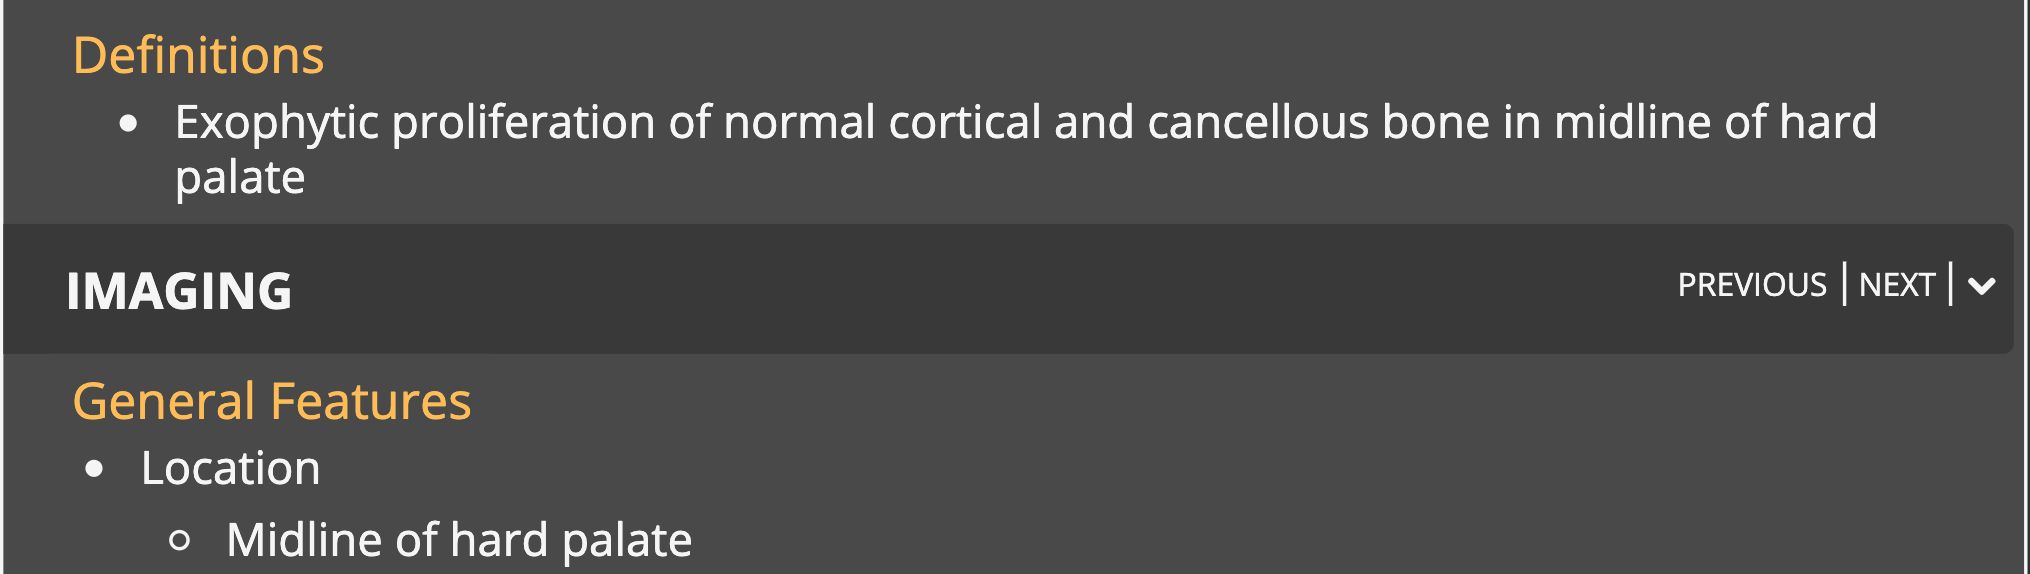 Definitions
• Exophytic proliferation of normal cortical and cancellous bone in midline of hard
palate
IMAGING
PREVIOUS | NEXT |
General Features
• Location
○ Midline of hard palate